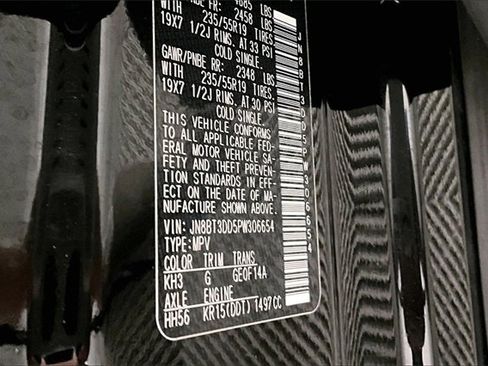 WITH 235/55R19 TIRES
19X7 1/2J RIMS, AT 33 PSI
COLD SINGLE.
GAWR/PNBE RR: 2348 LBS
WITH 235/55R19 TIRES
19X7 1/2J RIMS, AT 30 PSI
COLD SINGLE.
THIS VEHICLE CONFORMS
TO ALL APPLICABLE FED-
ERAL MOTOR VEHICLE SA-
FETY AND THEFT PREVEN-
TION STANDARDS IN EFF-
ECT ON THE DATE OF MA-
NUFACTURE SHOWN ABOVE.
VIN: JN8BT3DD5PW306654
TYPE:MPV
COLOR TRIM TRANS
KH3 G GEOF14A
AXLE ENGINE
HH56 KR15(DDT) 1497CC
JN8BT3DD5PW306654